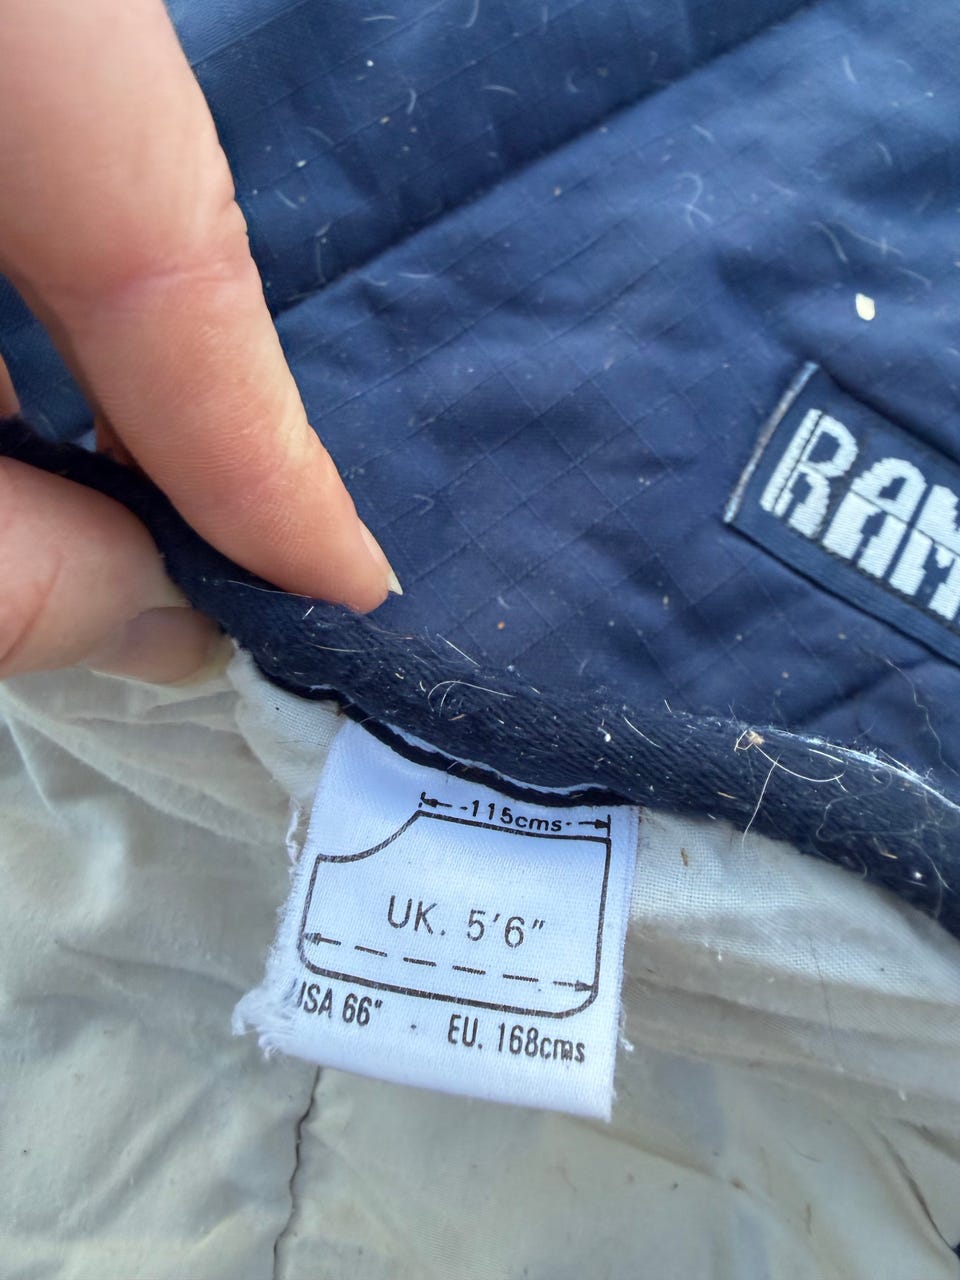 115cms
UK. 5'6"
USA 66" · EU. 168cms